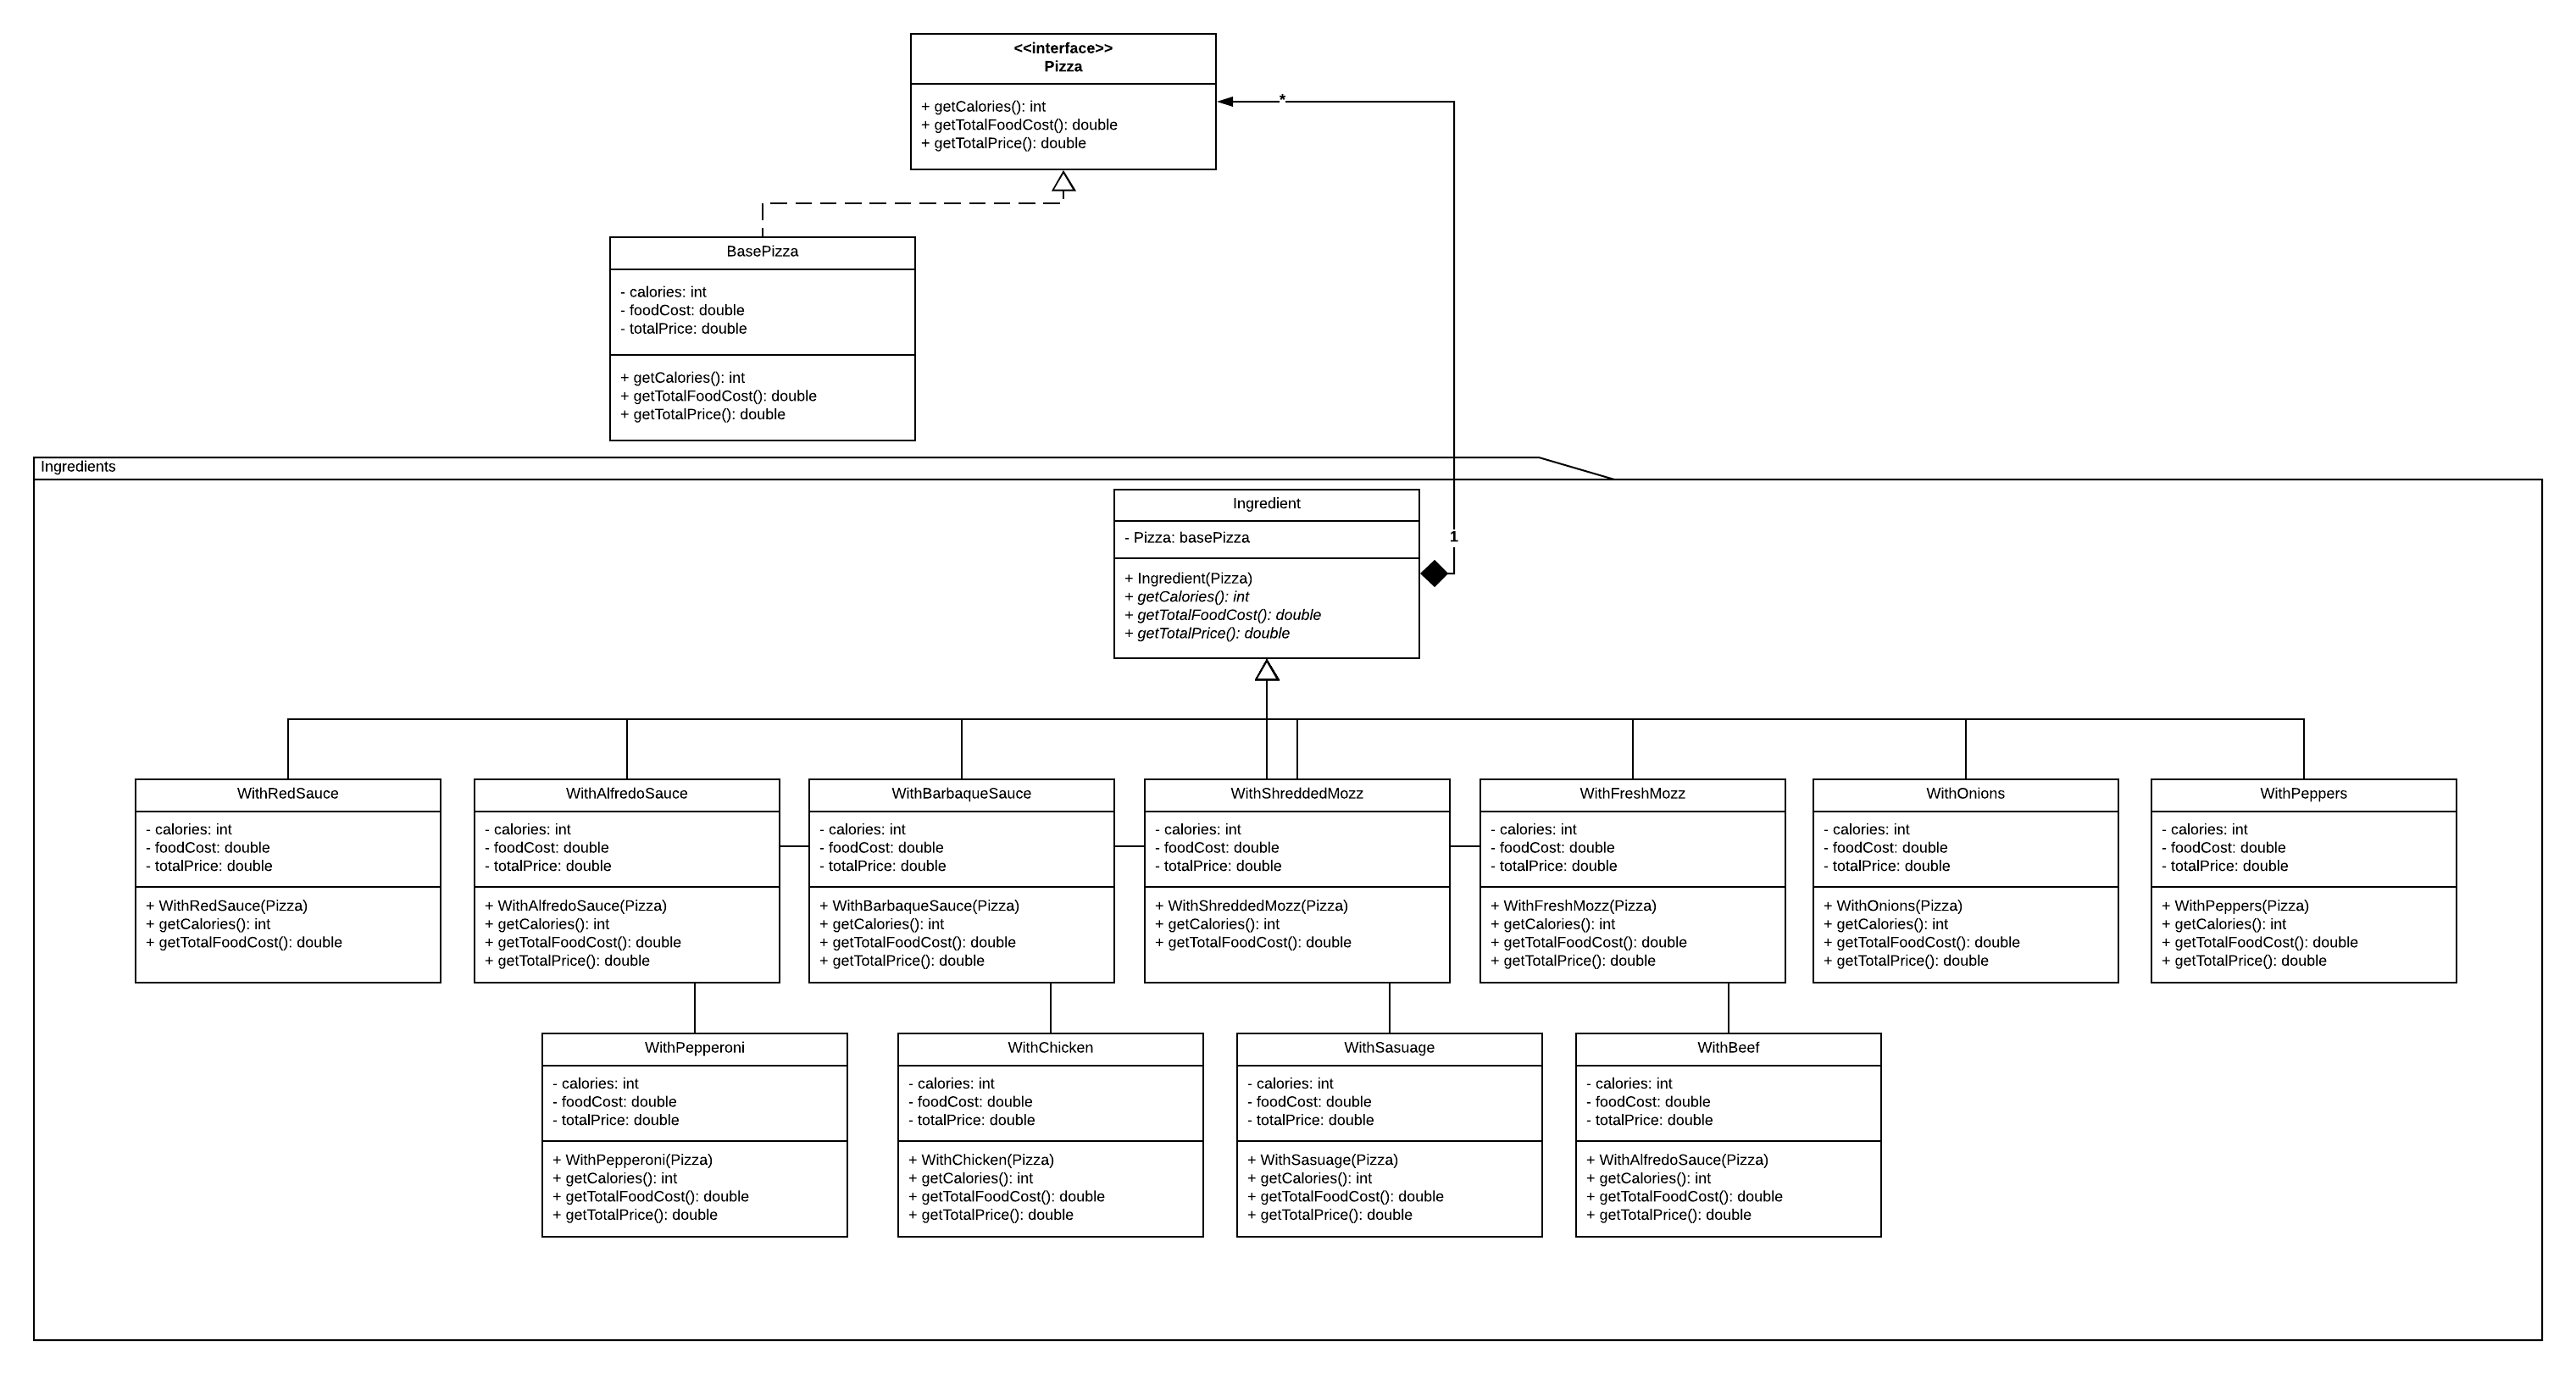 <<interface>>
Pizza
+ getCalories(): int
+ getTotalFoodCost(): double
+ getTotalPrice(): double
*
BasePizza
- calories: int
- foodCost: double
- totalPrice: double
+ getCalories(): int
+ getTotalFoodCost(): double
+ getTotalPrice(): double
Ingredients
Ingredient
- Pizza: basePizza
+ Ingredient(Pizza)
+ getCalories(): int
+ getTotalFoodCost(): double
+ getTotalPrice(): double
1
WithRedSauce
- calories: int
- foodCost: double
- totalPrice: double
+ WithRedSauce(Pizza)
+ getCalories(): int
+ getTotalFoodCost(): double
WithAlfredoSauce
- calories: int
- foodCost: double
- totalPrice: double
+ WithAlfredoSauce(Pizza)
+ getCalories(): int
+ getTotalFoodCost(): double
+ getTotalPrice(): double
WithBarbaqueSauce
- calories: int
- foodCost: double
- totalPrice: double
+ WithBarbaqueSauce(Pizza)
+ getCalories(): int
+ getTotalFoodCost(): double
+ getTotalPrice(): double
WithShreddedMozz
- calories: int
- foodCost: double
- totalPrice: double
+ WithShreddedMozz(Pizza)
+ getCalories(): int
+ getTotalFoodCost(): double
WithFreshMozz
- calories: int
- foodCost: double
- totalPrice: double
+ WithFreshMozz(Pizza)
+ getCalories(): int
+ getTotalFoodCost(): double
+ getTotalPrice(): double
WithOnions
- calories: int
- foodCost: double
- totalPrice: double
+ WithOnions(Pizza)
+ getCalories(): int
+ getTotalFoodCost(): double
+ getTotalPrice(): double
WithPeppers
- calories: int
- foodCost: double
- totalPrice: double
+ WithPeppers(Pizza)
+ getCalories(): int
+ getTotalFoodCost(): double
+ getTotalPrice(): double
WithPepperoni
- calories: int
- foodCost: double
- totalPrice: double
+ WithPepperoni(Pizza)
+ getCalories(): int
+ getTotalFoodCost(): double
+ getTotalPrice(): double
WithChicken
- calories: int
- foodCost: double
- totalPrice: double
+ WithChicken(Pizza)
+ getCalories(): int
+ getTotalFoodCost(): double
+ getTotalPrice(): double
WithSasuage
- calories: int
- foodCost: double
- totalPrice: double
+ WithSasuage(Pizza)
+ getCalories(): int
+ getTotalFoodCost(): double
+ getTotalPrice(): double
WithBeef
- calories: int
- foodCost: double
- totalPrice: double
+ WithAlfredoSauce(Pizza)
+ getCalories(): int
+ getTotalFoodCost(): double
+ getTotalPrice(): double